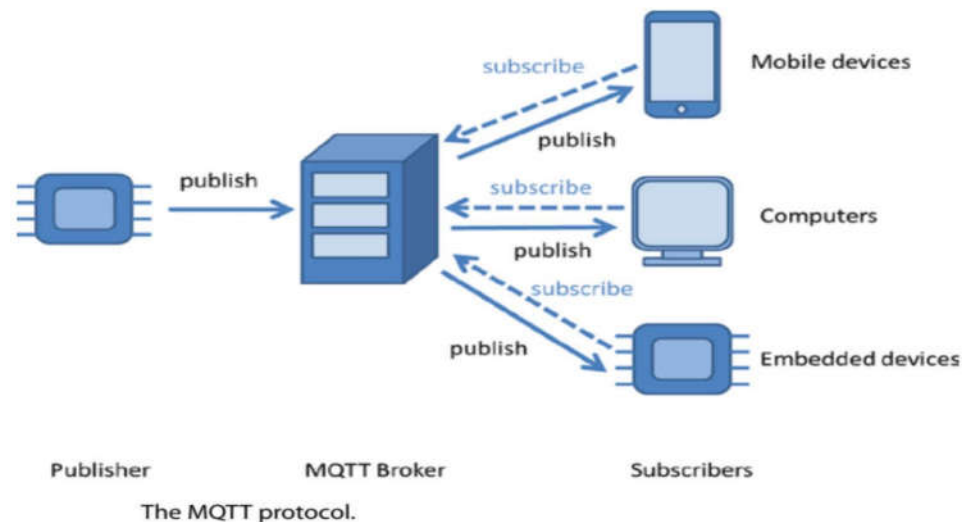 subscribe
Mobile devices
publish
publish
subscribe
Computers
publish
subscribe
publish
Embedded devices
Publisher
MQTT Broker
Subscribers
The MQTT protocol.